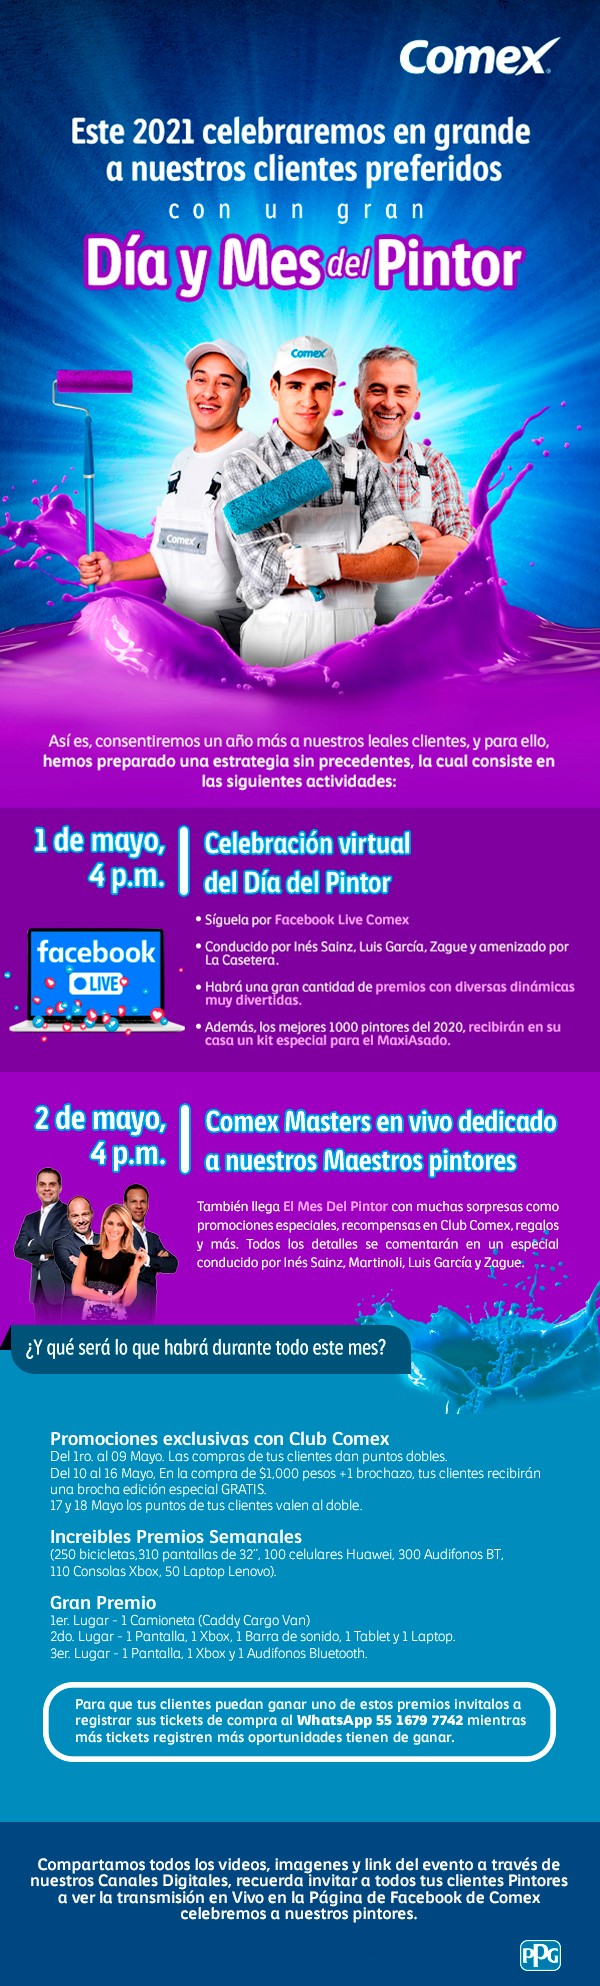 Comex
Este 2021 celebraremos en grande
a nuestros clientes preferidos
con un gran
Día y Mes del Pintor
Comex
Comex
Así es, consentiremos un año más a nuestros leales clientes, y para ello,
hemos preparado una estrategia sin precedentes, la cual consiste en
las siguientes actividades:
1 de mayo,
4 p.m.
Celebración virtual
del Día del Pintor
facebook
LIVE
• Síguela por Facebook Live Comex
• Conducido por Inés Sainz, Luis García, Zague y amenizado por
La Casetera.
• Habrá una gran cantidad de premios con diversas dinámicas
muy divertidas.
• Además, los mejores 1000 pintores del 2020, recibirán en su
casa un kit especial para el MaxiAsado.
2 de mayo,
4 p.m.
Comex Masters en vivo dedicado
a nuestros Maestros pintores
También llega El Mes Del Pintor con muchas sorpresas como
promociones especiales, recompensas en Club Comex, regalos
y más. Todos los detalles se comentarán en un especial
conducido por Inés Sainz, Martinoli, Luis García y Zague.
¿Y qué será lo que habrá durante todo este mes?
Promociones exclusivas con Club Comex
Del 1ro. al 09 Mayo. Las compras de tus clientes dan puntos dobles.
Del 10 al 16 Mayo, En la compra de $1,000 pesos +1 brochazo, tus clientes recibirán
una brocha edición especial GRATIS.
17 y 18 Mayo los puntos de tus clientes valen al doble.
Increibles Premios Semanales
(250 bicicletas,310 pantallas de 32¨, 100 celulares Huawei, 300 Audifonos BT,
110 Consolas Xbox, 50 Laptop Lenovo).
Gran Premio
1er. Lugar - 1 Camioneta (Caddy Cargo Van)
2do. Lugar - 1 Pantalla, 1 Xbox, 1 Barra de sonido, 1 Tablet y 1 Laptop.
3er. Lugar - 1 Pantalla, 1 Xbox y 1 Audifonos Bluetooth.
Para que tus clientes puedan ganar uno de estos premios invitalos a
registrar sus tickets de compra al WhatsApp 55 1679 7742 mientras
más tickets registren más oportunidades tienen de ganar.
Compartamos todos los videos, imagenes y link del evento a través de
nuestros Canales Digitales, recuerda invitar a todos tus clientes Pintores
a ver la transmisión en Vivo en la Página de Facebook de Comex
celebremos a nuestros pintores.
PPG